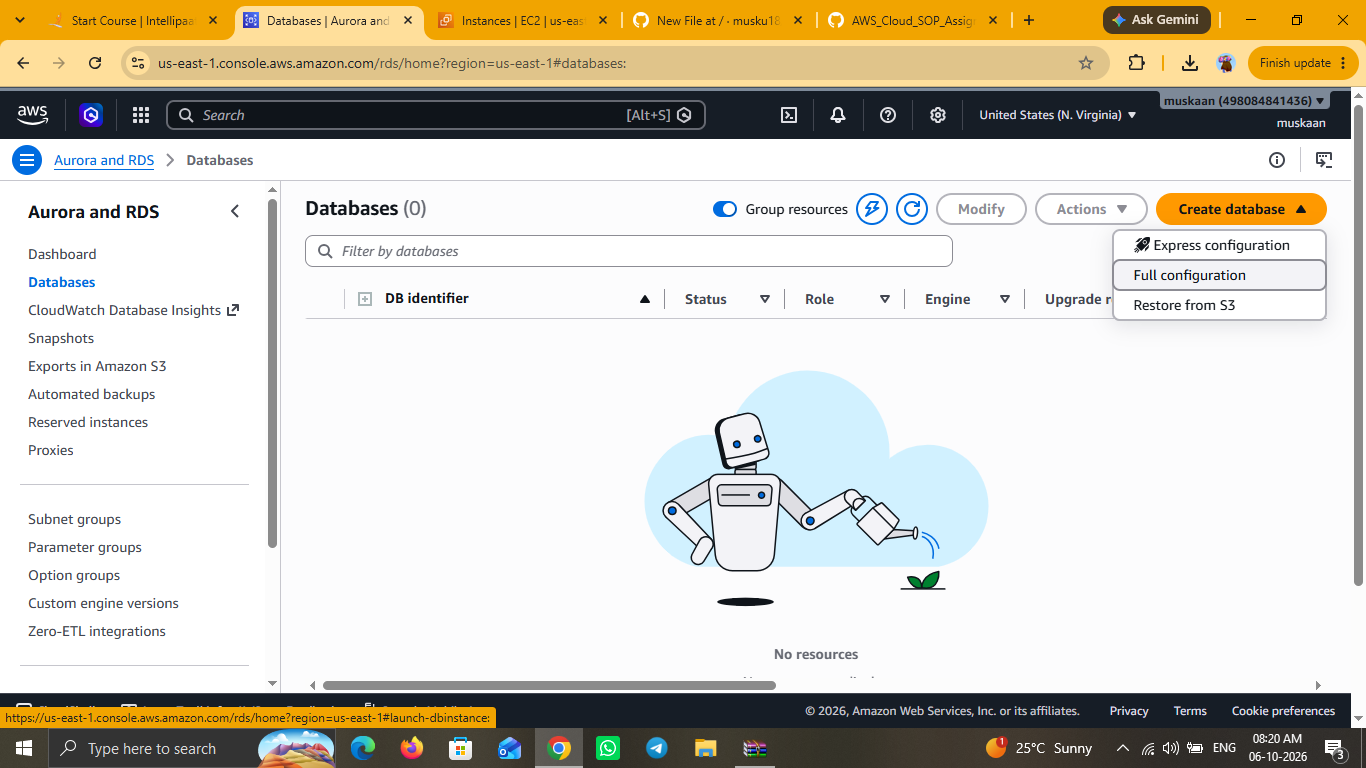 Start Course | Intellipaa
Databases | Aurora and
Instances | EC2 | us-eas
New File at / · musku18
AWS_Cloud_SOP_Assig
Ask Gemini
us-east-1.console.aws.amazon.com/rds/home?region=us-east-1#databases:
Finish update
aws
Search
[Alt+S]
United States (N. Virginia)
muskaan (498084841436)
muskaan
Aurora and RDS
Databases
Aurora and RDS
Dashboard
Databases
CloudWatch Database Insights
Snapshots
Exports in Amazon S3
Automated backups
Reserved instances
Proxies
Subnet groups
Parameter groups
Option groups
Custom engine versions
Zero-ETL integrations
Databases (0)
Group resources
Modify
Actions
Create database
Express configuration
Full configuration
Restore from S3
Filter by databases
DB identifier
Status
Role
Engine
Upgrade r
No resources
https://us-east-1.console.aws.amazon.com/rds/home?region=us-east-1#launch-dbinstance:
© 2026, Amazon Web Services, Inc. or its affiliates.
Privacy
Terms
Cookie preferences
Type here to search
1
25°C Sunny
ENG
08:20 AM
06-10-2026
3